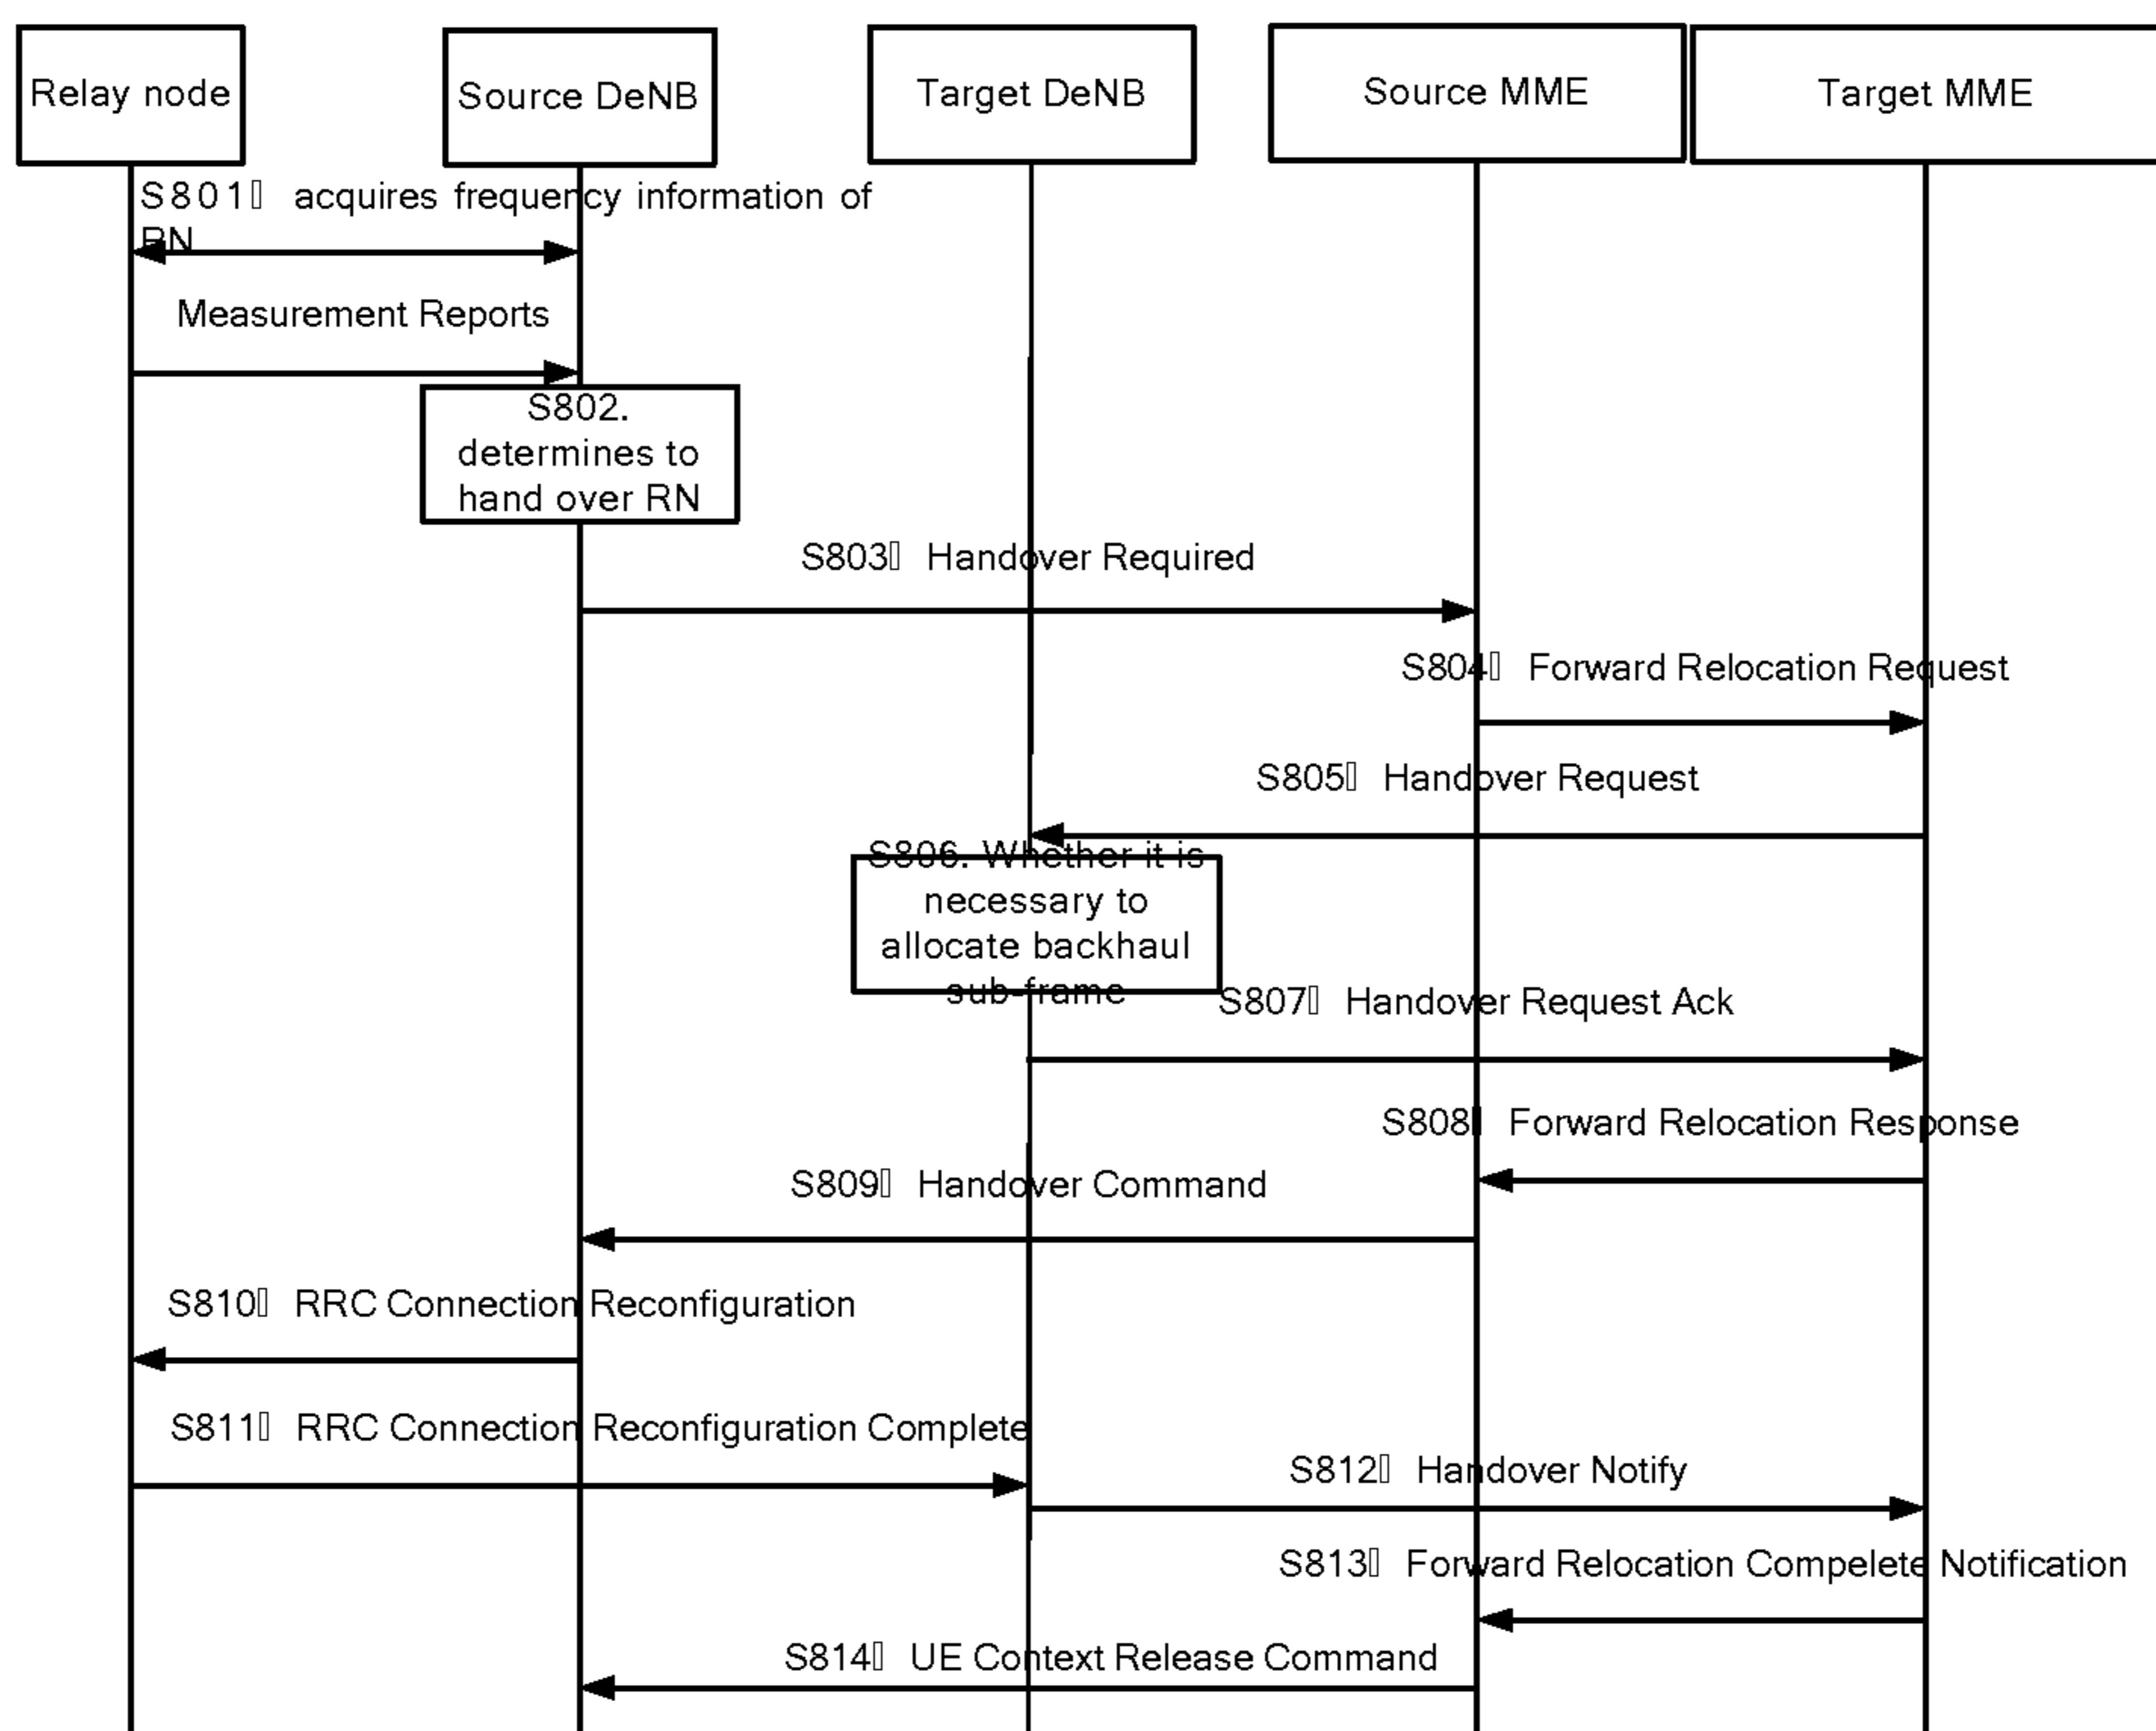 Relay node
Source DeNB
Target DeNB
Source MME
Target MME
S801▯ acquires frequency information of
RN
Measurement Reports
S802.
determines to
hand over RN
S803▯ Handover Required
S804▯ Forward Relocation Request
S805▯ Handover Request
S806. Whether it is
necessary to
allocate backhaul
sub-frame
S807▯ Handover Request Ack
S808▯ Forward Relocation Response
S809▯ Handover Command
S810▯ RRC Connection Reconfiguration
S811▯ RRC Connection Reconfiguration Complete
S812▯ Handover Notify
S813▯ Forward Relocation Compelete Notification
S814▯ UE Context Release Command